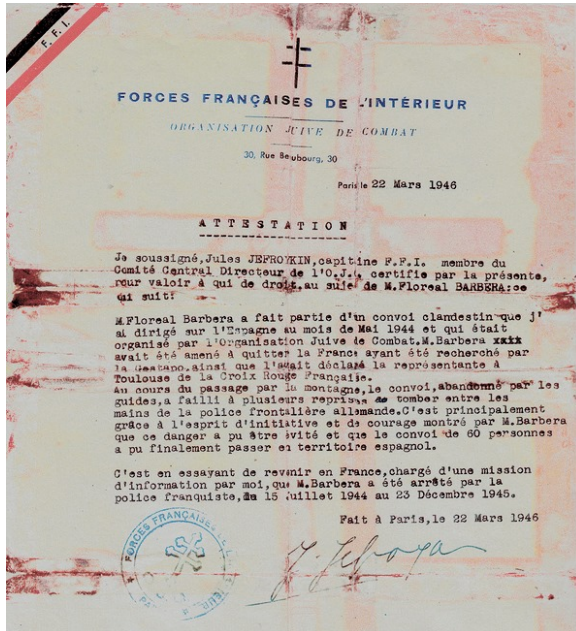 F.F.I.
FORCES FRANÇAISES DE L'INTÉRIEUR
ORGANISATION JUIVE DE COMBAT
30, Rue Beaubourg, 30
Paris le 22 Mars 1946
ATTESTATION
Je soussigné,Jules JEFROYKIN,capitine F.F.I. membre du
Comité Central Directeur de l'O.J.C. certifie par la présente,
pour valoir à qui de droit,au sujet de M.Floreal BARBERA:ce
qui suit:
M.Floreal Barbera a fait partie d'un convoi clandestin que j'
ai dirigé sur l'Espagne au mois de Mai 1944 et qui était
organisé par l'Organisation Juive de Combat.M.Barbera xxix
avait été amené à quitter la France ayant été recherché par
la Gestapo.ainsi que l'avait déclaré la représentante à
Toulouse de la Croix Rouge Française.
Au cours du passage par la montagne,le convoi,abandonné par les
guides,a failli à plusieurs reprises de tomber entre les
mains de la police frontalière allemande.C'est principalement
grâce à l'esprit d'initiative et de courage montré par M.Barbera
que ce danger a pu être évité et que le convoi de 60 personnes
a pu finalement passer en territoire espagnol.
C'est en essayant de revenir en France,chargé d'une mission
d'information par moi,que M.Barbera a été arrêté par la
police franquiste,du 15 Juillet 1944 au 23 Décembre 1945.
Fait à Paris,le 22 Mars 1946
FORCES FRANÇAISES DE L'INTÉRIEUR